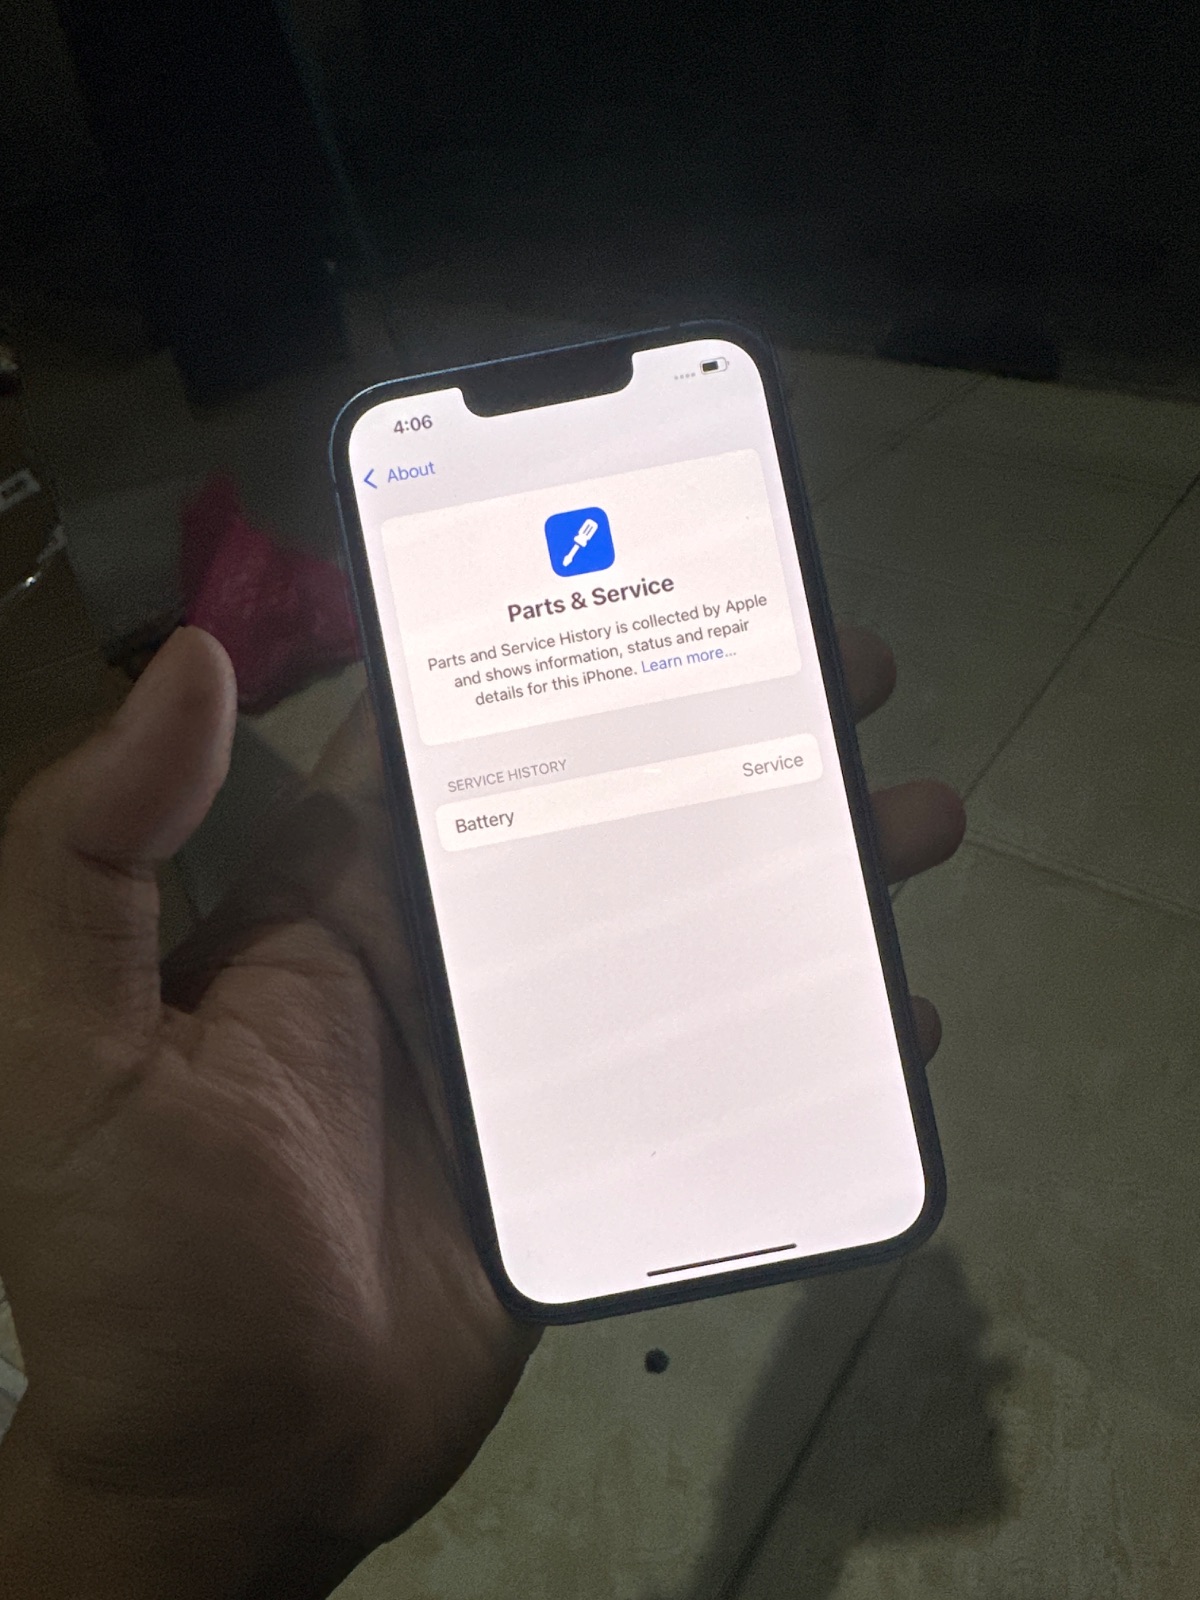 4:06
About
Parts & Service
Parts and Service History is collected by Apple
and shows information, status and repair
details for this iPhone. Learn more...
SERVICE HISTORY
Battery Service